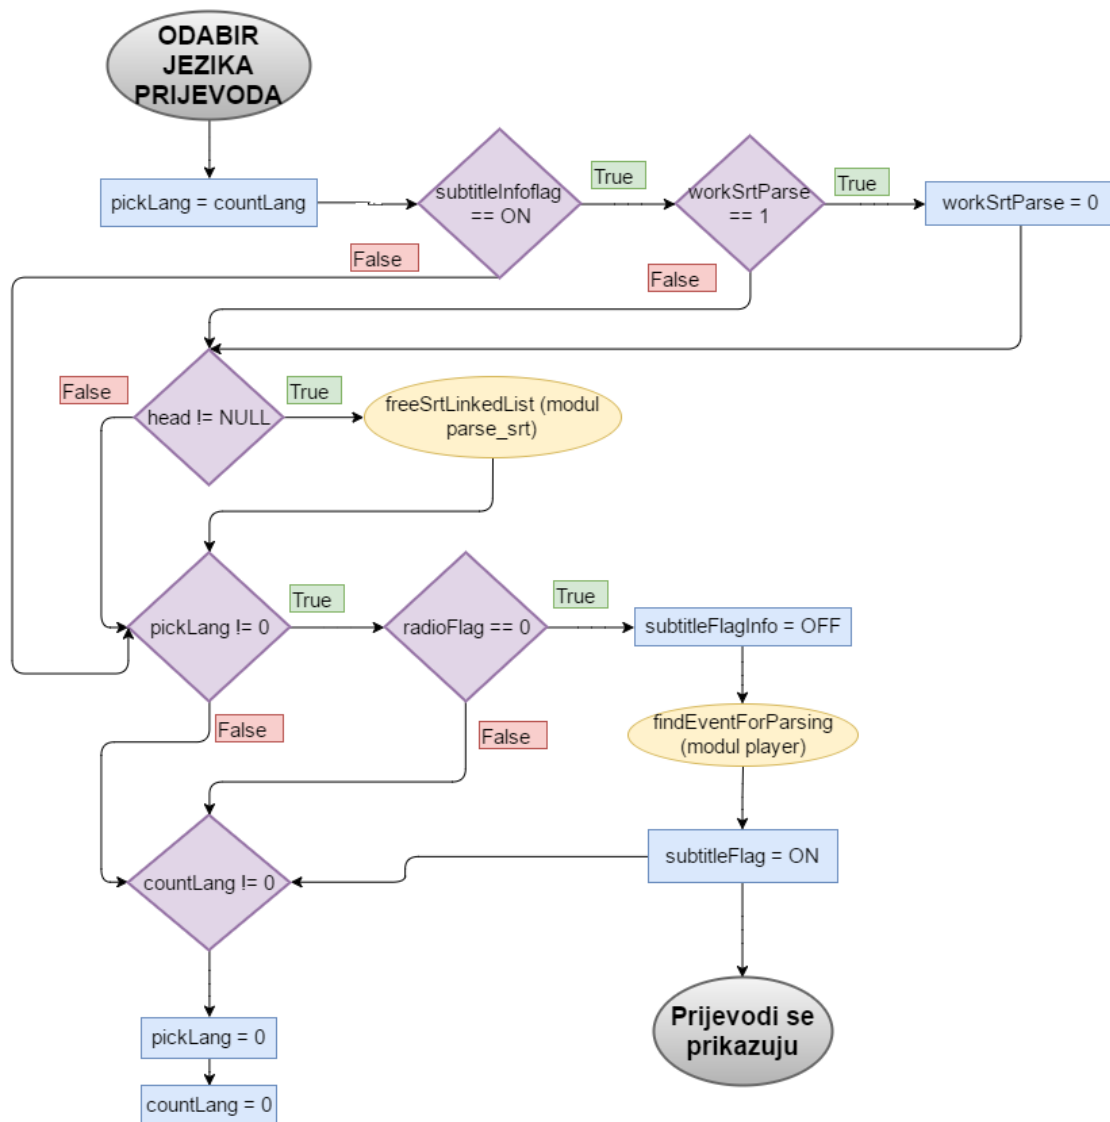 ODABIR
JEZIKA
PRIJEVODA
pickLang = countLang
subtitleInfoflag
== ON
True
workSrtParse
== 1
True
workSrtParse = 0
False
False
False
head != NULL
True
freeSrtLinkedList (modul
parse_srt)
pickLang != 0
True
radioFlag == 0
True
subtitleFlagInfo = OFF
False
False
findEventForParsing
(modul player)
countLang != 0
subtitleFlag = ON
pickLang = 0
countLang = 0
Prijevodi se
prikazuju